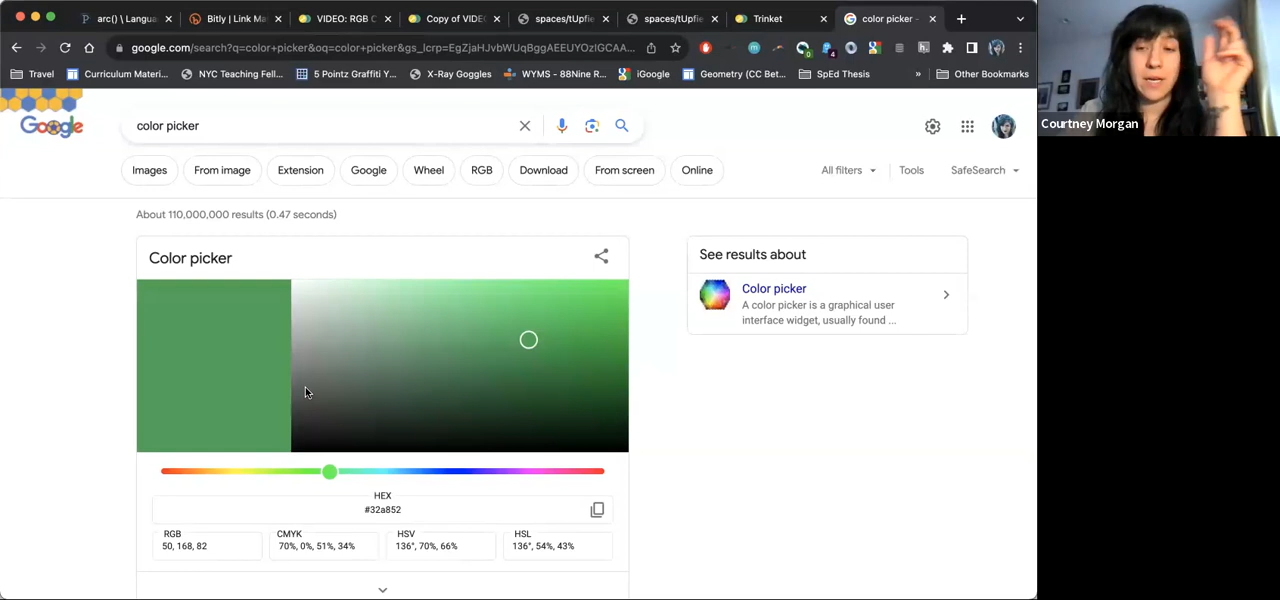 arc() \ Langua
Bitly | Link Ma
VIDEO: RGB C
Copy of VIDEC
spaces/tUpfie
spaces/tUpfie
Trinket
color picker -
google.com/search?q=color+picker&oq=color+picker&gs_lcrp=EgZjaHJvbWUqBggAEEUYOzIGCAA...
Travel
Curriculum Materi...
NYC Teaching Fell...
5 Pointz Graffiti Y...
X-Ray Goggles
WYMS - 88Nine R...
iGoogle
Geometry (CC Bet...
SpEd Thesis
»
Other Bookmarks
Courtney Morgan
Google
color picker
Images
From image
Extension
Google
Wheel
RGB
Download
From screen
Online
All filters
Tools
SafeSearch
About 110,000,000 results (0.47 seconds)
Color picker
See results about
Color picker
A color picker is a graphical user
interface widget, usually found ...
HEX
#32a852
RGB
50, 168, 82
CMYK
70%, 0%, 51%, 34%
HSV
136°, 70%, 66%
HSL
136°, 54%, 43%